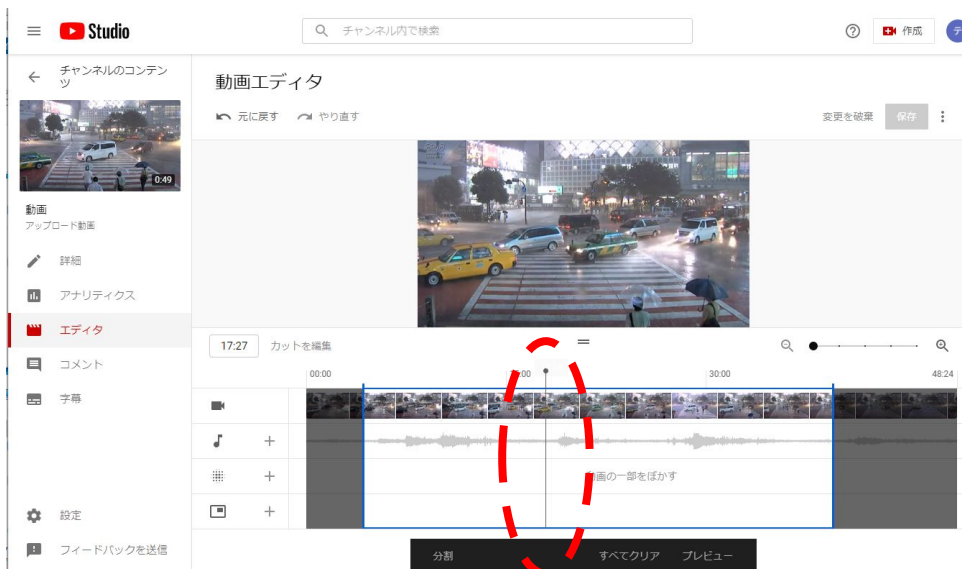 Studio
チャンネル内で検索
作成
テ
チャンネルのコンテン
ツ
0:49
動画
アップロード動画
詳細
アナリティクス
エディタ
コメント
字幕
設定
フィードバックを送信
動画エディタ
元に戻す
やり直す
変更を破棄
保存
17:27
カットを編集
00:00
30:00
48:24
動画の一部をぼかす
分割
すべてクリア
プレビュー